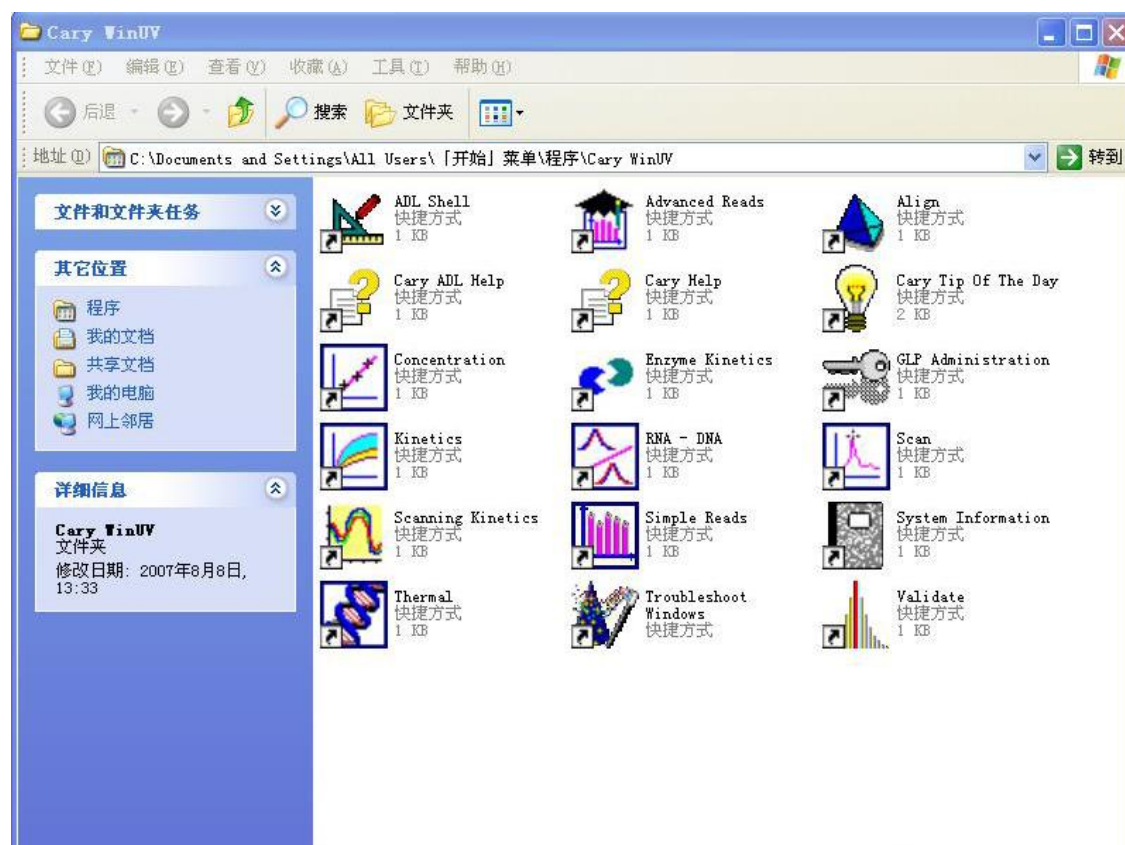 Cary WinUV
文件(F) 编辑(E) 查看(V) 收藏(A) 工具(T) 帮助(H)
后退 搜索 文件夹
地址(D) C:\Documents and Settings\All Users\「开始」菜单\程序\Cary WinUV 转到
文件和文件夹任务
其它位置
程序
我的文档
共享文档
我的电脑
网上邻居
详细信息
Cary WinUV
文件夹
修改日期: 2007年8月8日,
13:33
ADL Shell
快捷方式
1 KB
Advanced Reads
快捷方式
1 KB
Align
快捷方式
1 KB
Cary ADL Help
快捷方式
1 KB
Cary Help
快捷方式
1 KB
Cary Tip Of The Day
快捷方式
2 KB
Concentration
快捷方式
1 KB
Enzyme Kinetics
快捷方式
1 KB
GLP Administration
快捷方式
1 KB
Kinetics
快捷方式
1 KB
RNA - DNA
快捷方式
1 KB
Scan
快捷方式
1 KB
Scanning Kinetics
快捷方式
1 KB
Simple Reads
快捷方式
1 KB
System Information
快捷方式
1 KB
Thermal
快捷方式
1 KB
Troubleshoot
Windows
快捷方式
Validate
快捷方式
1 KB